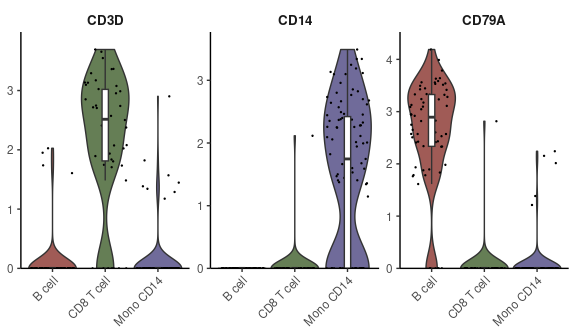 CD3D
CD14
CD79A
3
2
1
0
B cell
CD8 T cell
Mono CD14
3
2
1
0
B cell
CD8 T cell
Mono CD14
4
3
2
1
0
B cell
CD8 T cell
Mono CD14